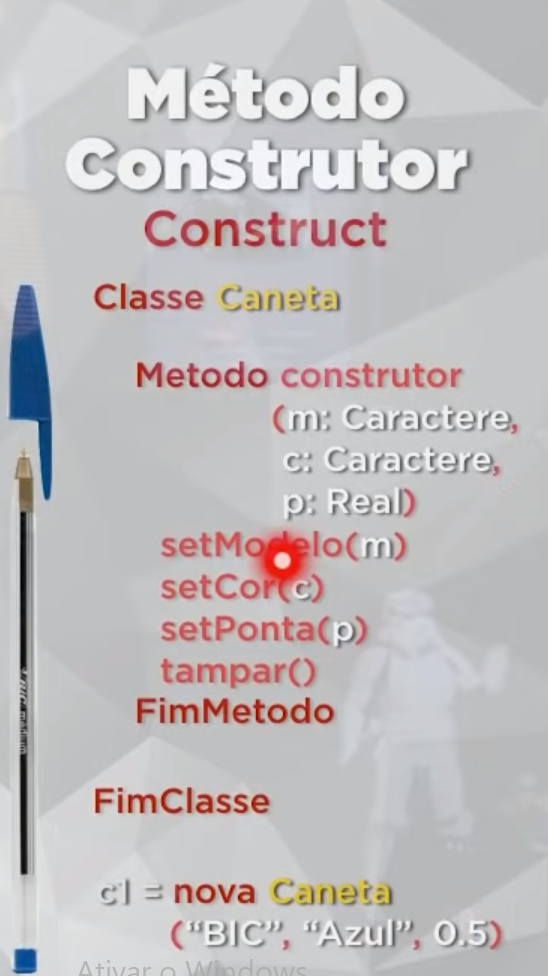 Método
Construtor
Construct
Classe Caneta
Metodo construtor
(m: Caractere,
c: Caractere,
p: Real)
setModelo(m)
setCor(c)
setPonta(p)
tampar()
FimMetodo
FimClasse
c1 = nova Caneta
(“BIC”, “Azul”, 0.5)
Ativar o Windows